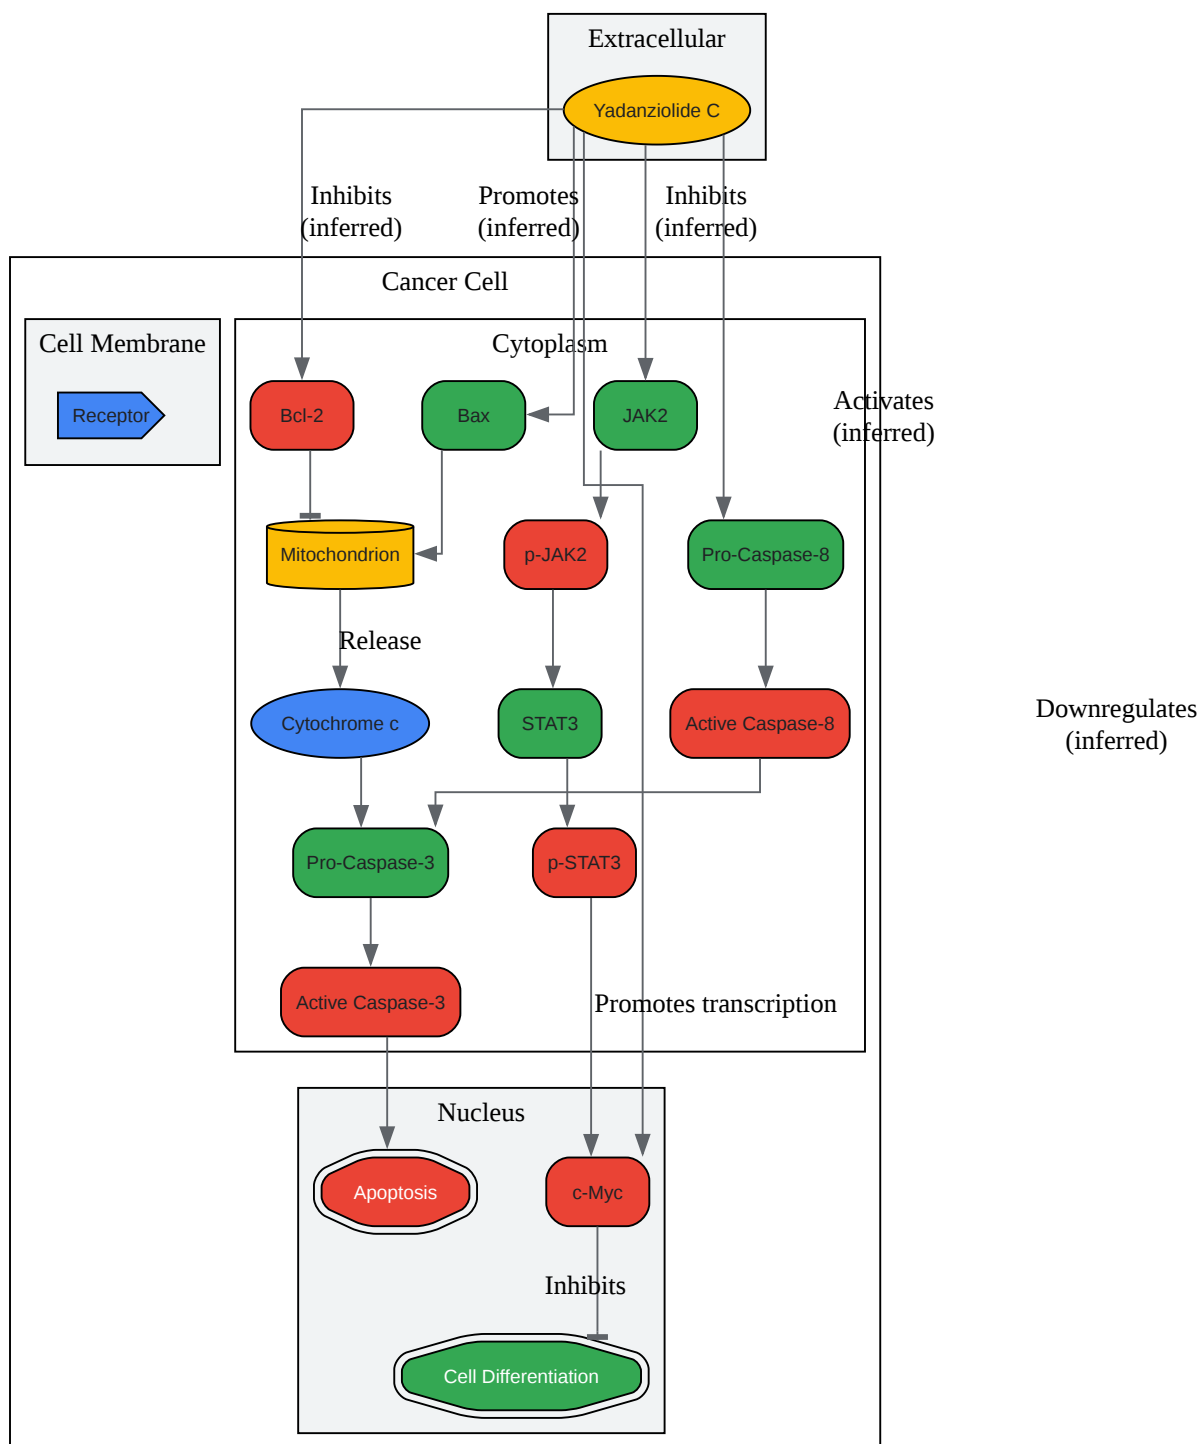 Extracellular
Yadanziolide C
Inhibits
(inferred)
Promotes
(inferred)
Inhibits
(inferred)
Cancer Cell
Cell Membrane
Cytoplasm
Receptor
Bcl-2
Bax
JAK2
Activates
(inferred)
Mitochondrion
p-JAK2
Pro-Caspase-8
Release
Cytochrome c
STAT3
Active Caspase-8
Downregulates
(inferred)
Pro-Caspase-3
p-STAT3
Active Caspase-3
Promotes transcription
Nucleus
Apoptosis
c-Myc
Inhibits
Cell Differentiation